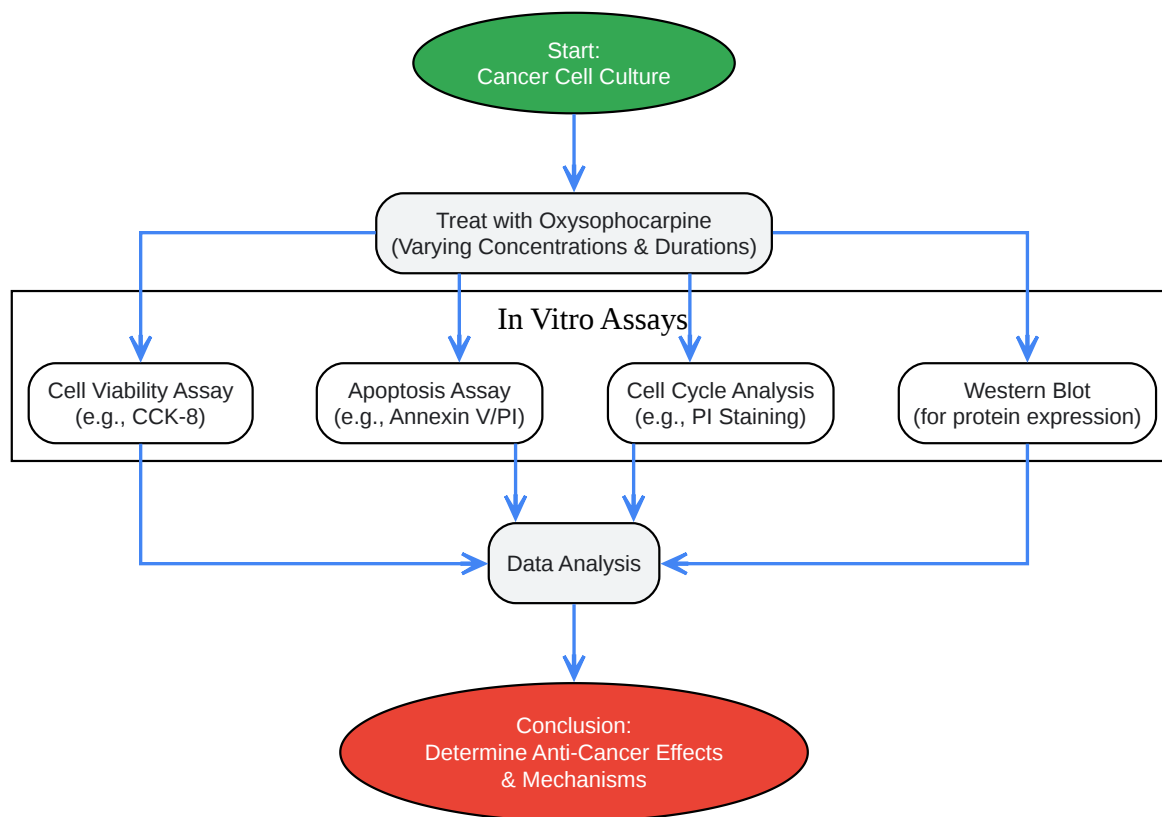 Start:
Cancer Cell Culture
Treat with Oxysophocarpine
(Varying Concentrations & Durations)
In Vitro Assays
Cell Viability Assay
(e.g., CCK-8)
Apoptosis Assay
(e.g., Annexin V/PI)
Cell Cycle Analysis
(e.g., PI Staining)
Western Blot
(for protein expression)
Data Analysis
Conclusion:
Determine Anti-Cancer Effects
& Mechanisms